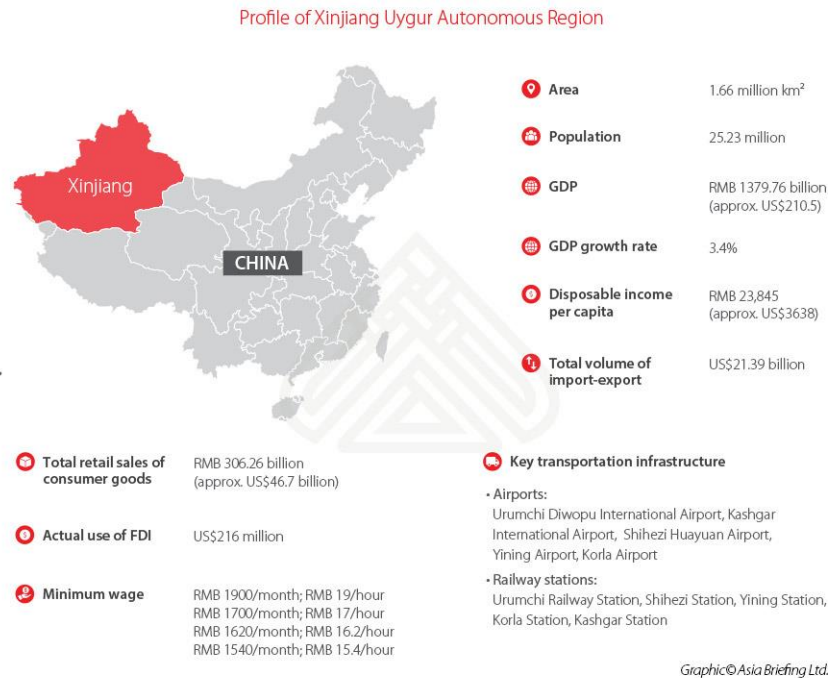 Profile of Xinjiang Uygur Autonomous Region
Xinjiang
CHINA
Area 1.66 million km²
Population 25.23 million
GDP RMB 1379.76 billion
(approx. US$210.5)
GDP growth rate 3.4%
Disposable income RMB 23,845
per capita (approx. US$3638)
Total volume of US$21.39 billion
import-export
Total retail sales of RMB 306.26 billion
consumer goods (approx. US$46.7 billion)
Actual use of FDI US$216 million
Minimum wage RMB 1900/month; RMB 19/hour
RMB 1700/month; RMB 17/hour
RMB 1620/month; RMB 16.2/hour
RMB 1540/month; RMB 15.4/hour
Key transportation infrastructure
• Airports:
Urumchi Diwopu International Airport, Kashgar
International Airport, Shihezi Huayuan Airport,
Yining Airport, Korla Airport
• Railway stations:
Urumchi Railway Station, Shihezi Station, Yining Station,
Korla Station, Kashgar Station
Graphic© Asia Briefing Ltd.